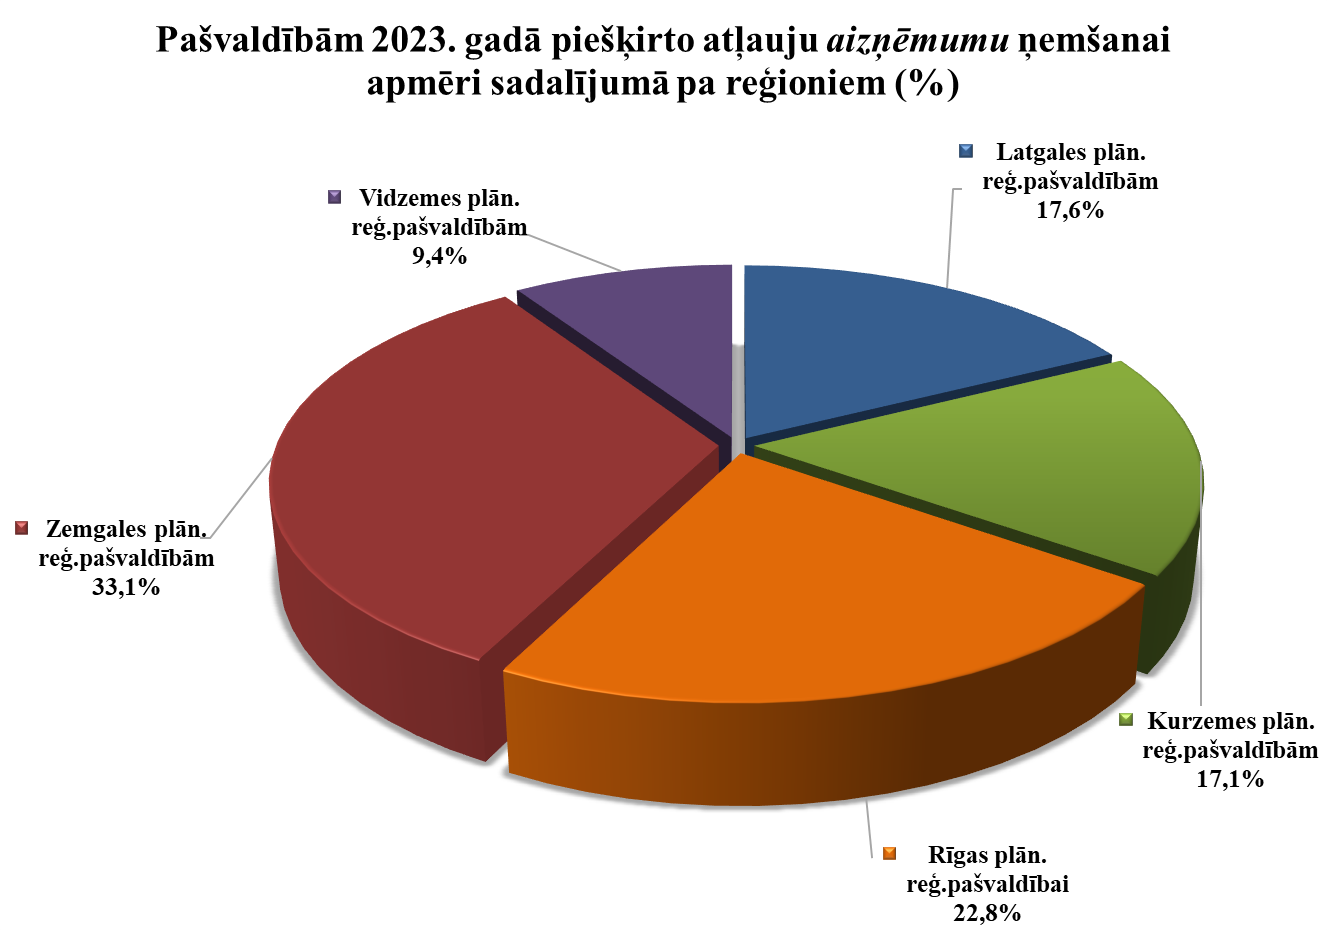 Pašvaldībām 2023. gadā piešķirto atļauju aizņēmumu ņemšanai
apmēri sadalījumā pa reģioniem (%)
Latgales plān.
reģ.pašvaldībām
17,6%
Vidzemes plān.
reģ.pašvaldībām
9,4%
Zemgales plān.
reģ.pašvaldībām
33,1%
Kurzemes plān.
reģ.pašvaldībām
17,1%
Rīgas plān.
reģ.pašvaldībai
22,8%